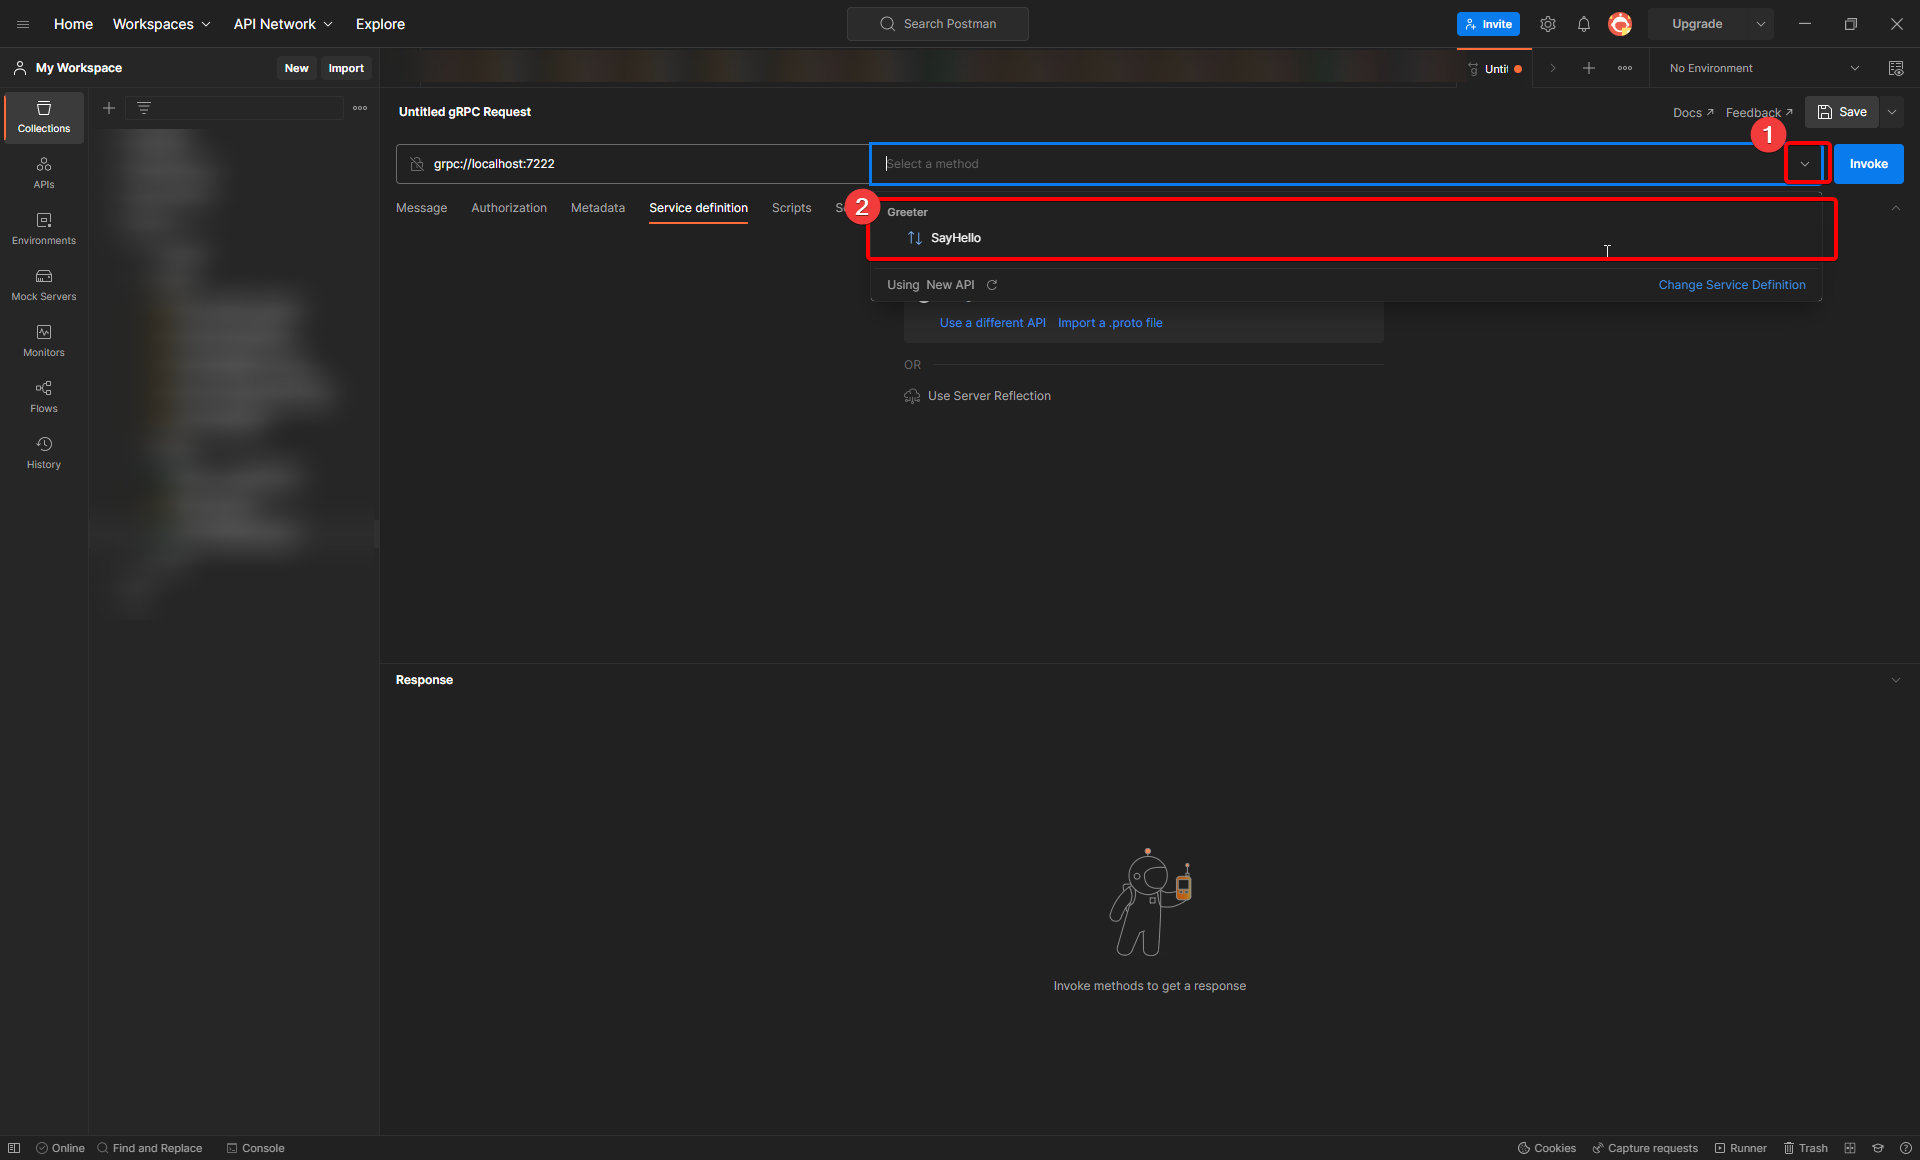 Home Workspaces API Network Explore Search Postman Invite Upgrade
My Workspace New Import Untit No Environment
Untitled gRPC Request Docs Feedback Save
1
grpc://localhost:7222 Select a method Invoke
Message Authorization Metadata Service definition Scripts
2
Greeter
SayHello
Using New API Change Service Definition
Use a different API Import a .proto file
OR
Use Server Reflection
Collections
APIs
Environments
Mock Servers
Monitors
Flows
History
Response
Invoke methods to get a response
Online Find and Replace Console Cookies Capture requests Runner Trash